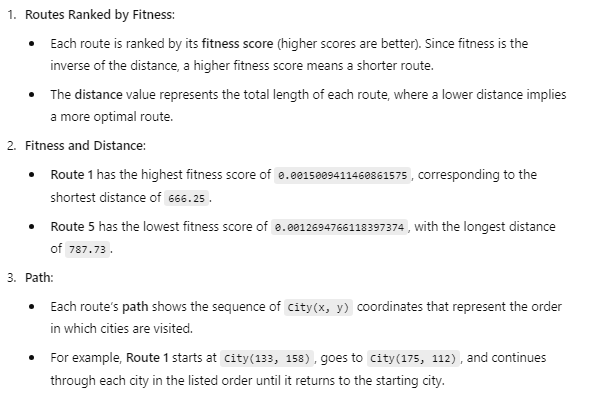 1. Routes Ranked by Fitness:
• Each route is ranked by its fitness score (higher scores are better). Since fitness is the
inverse of the distance, a higher fitness score means a shorter route.
• The distance value represents the total length of each route, where a lower distance implies
a more optimal route.
2. Fitness and Distance:
• Route 1 has the highest fitness score of 0.0015009411460861575 , corresponding to the
shortest distance of 666.25 .
• Route 5 has the lowest fitness score of 0.0012694766118397374 , with the longest distance
of 787.73 .
3. Path:
• Each route's path shows the sequence of City(x, y) coordinates that represent the order
in which cities are visited.
• For example, Route 1 starts at City(133, 158) , goes to City(175, 112) , and continues
through each city in the listed order until it returns to the starting city.